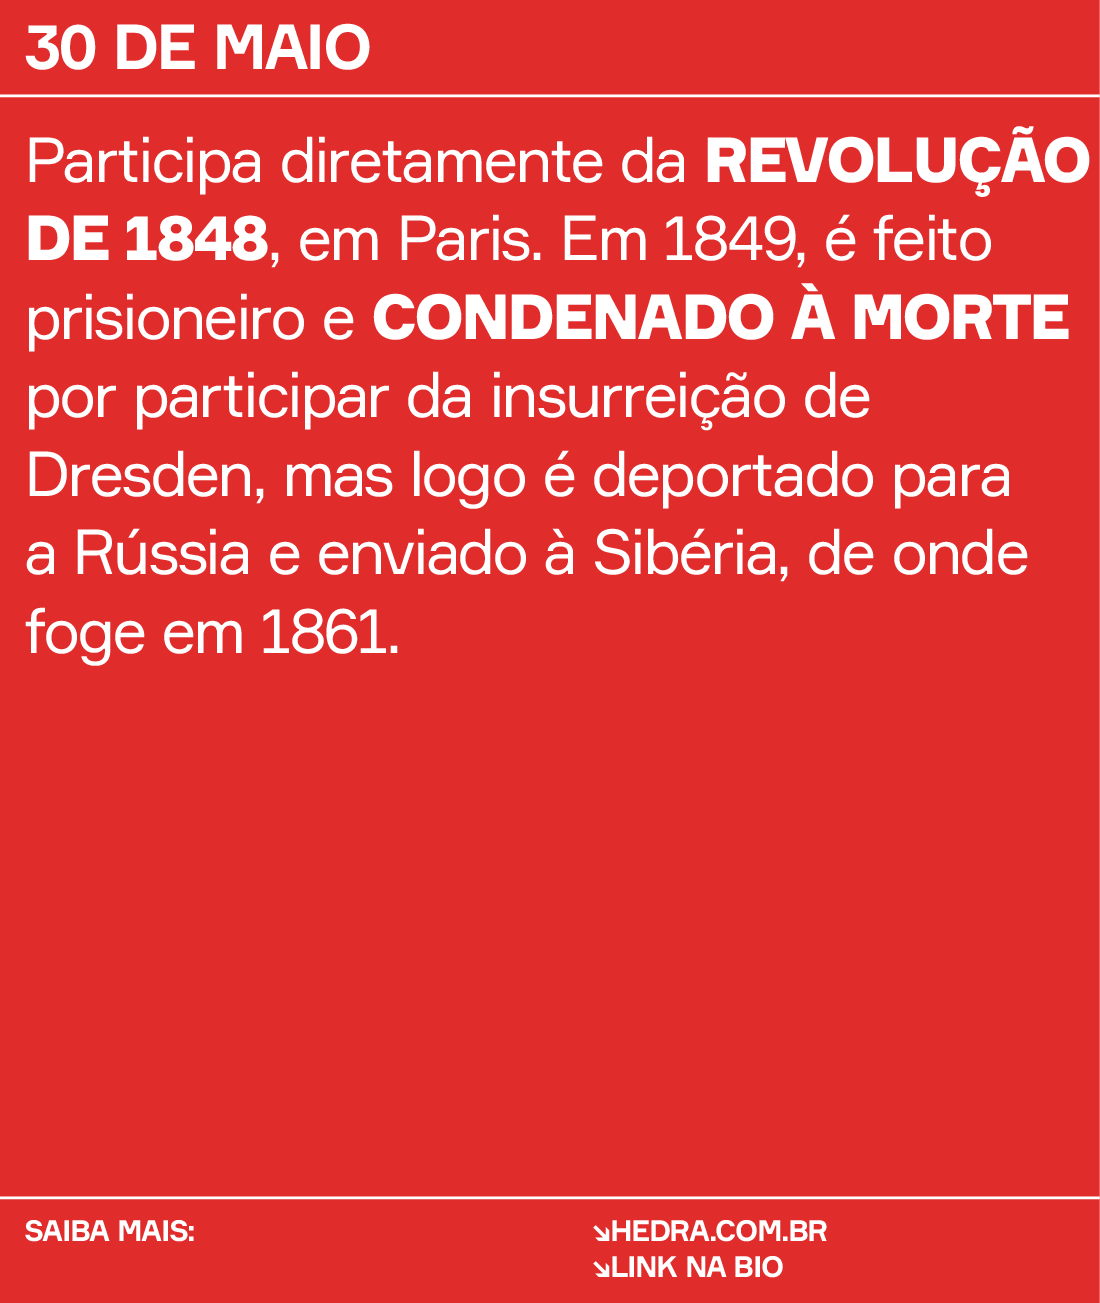 30 DE MAIO
Participa diretamente da REVOLUÇÃO
DE 1848, em Paris. Em 1849, é feito
prisioneiro e CONDENADO À MORTE
por participar da insurreição de
Dresden, mas logo é deportado para
a Rússia e enviado à Sibéria, de onde
foge em 1861.
SAIBA MAIS:
↘HEDRA.COM.BR
↘LINK NA BIO